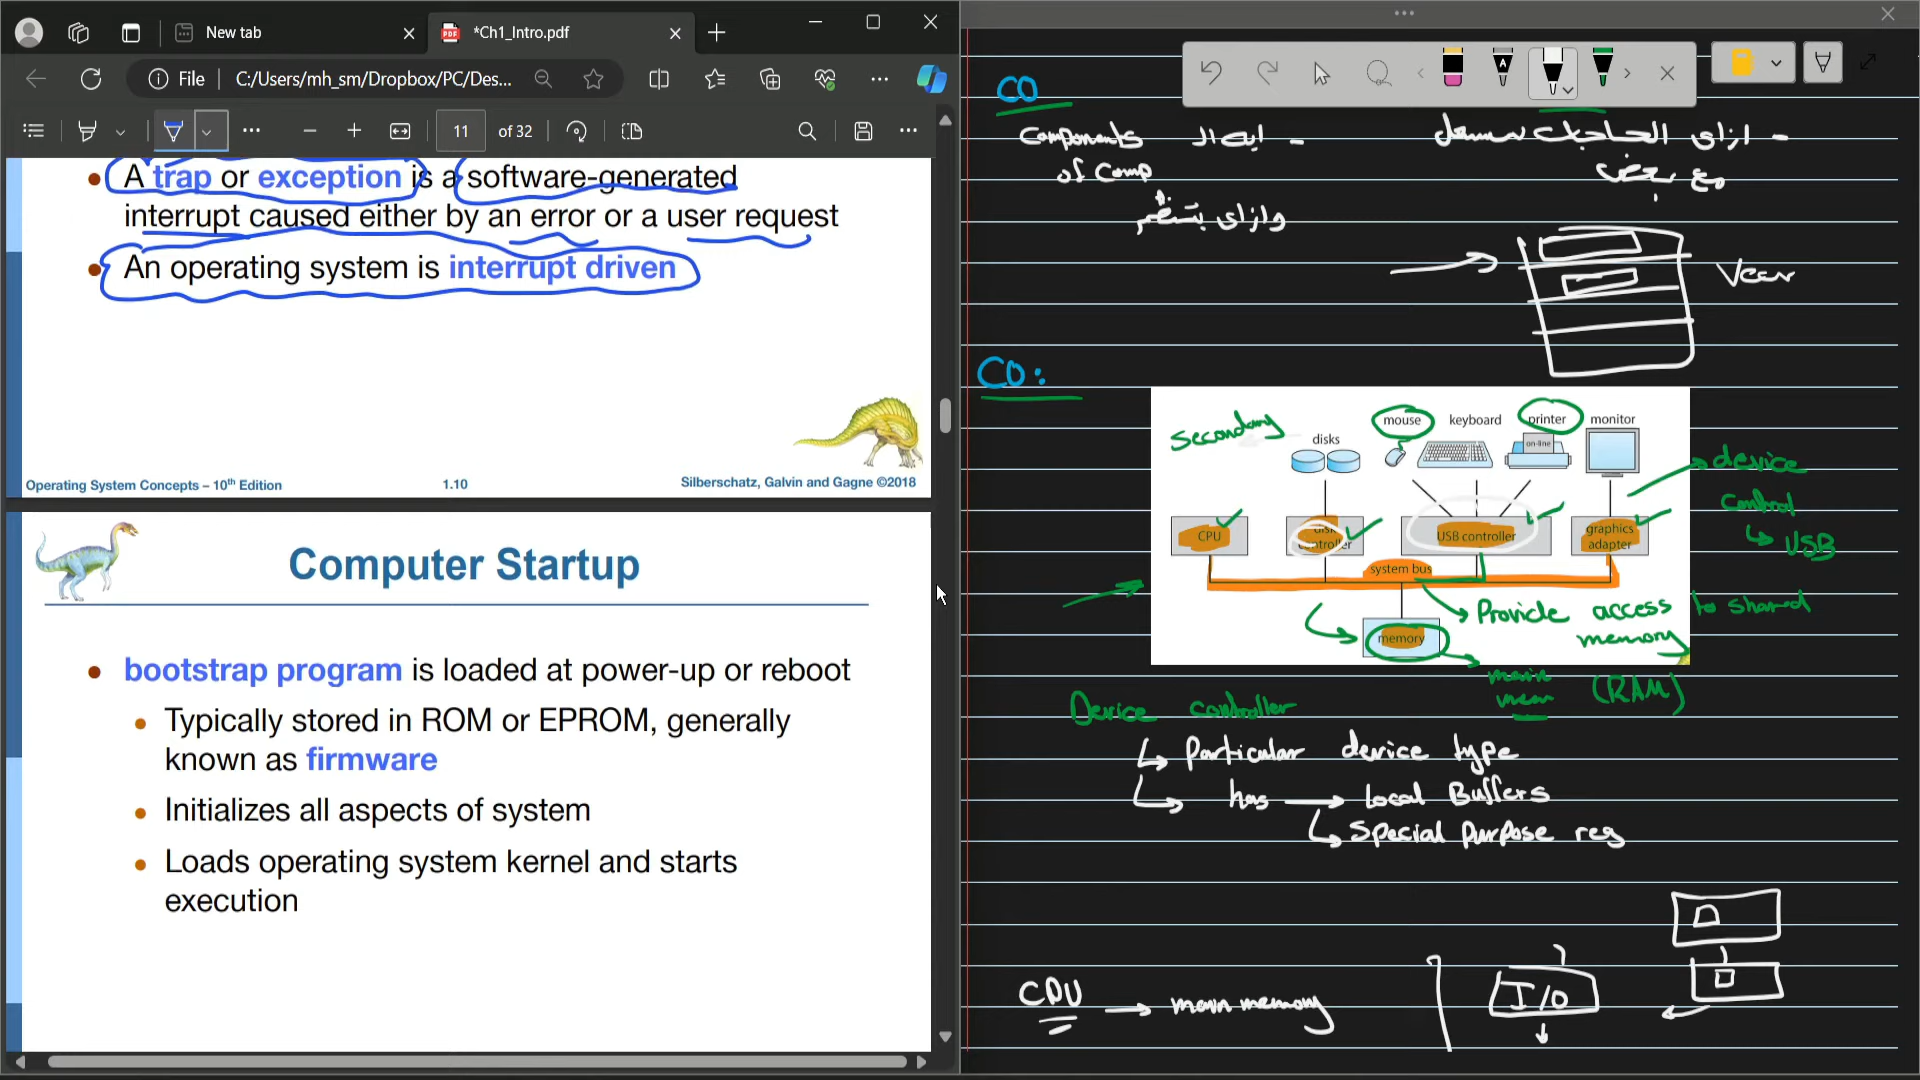 New tab
*Ch1_Intro.pdf
File
C:/Users/mh_sm/Dropbox/PC/Des...
11 of 32
A trap or exception is a software-generated
interrupt caused either by an error or a user request
An operating system is interrupt driven
Operating System Concepts – 10th Edition
1.10
Silberschatz, Galvin and Gagne ©2018
Computer Startup
bootstrap program is loaded at power-up or reboot
Typically stored in ROM or EPROM, generally
known as firmware
Initializes all aspects of system
Loads operating system kernel and starts
execution
CO
- ايه ال Components
of Comp
وازاى بتتنظم
- ازاى الحاجات
مع بعض
CO:
secondary
disks
mouse
keyboard
printer
monitor
on-line
CPU
disk
controller
USB controller
graphics
adapter
system bus
memory
device
control
USB
Provide access to shared
memory
main
mem
(RAM)
Device controller
Particular device type
has
Local Buffers
Special Purpose reg
CPU
main memory
I/O